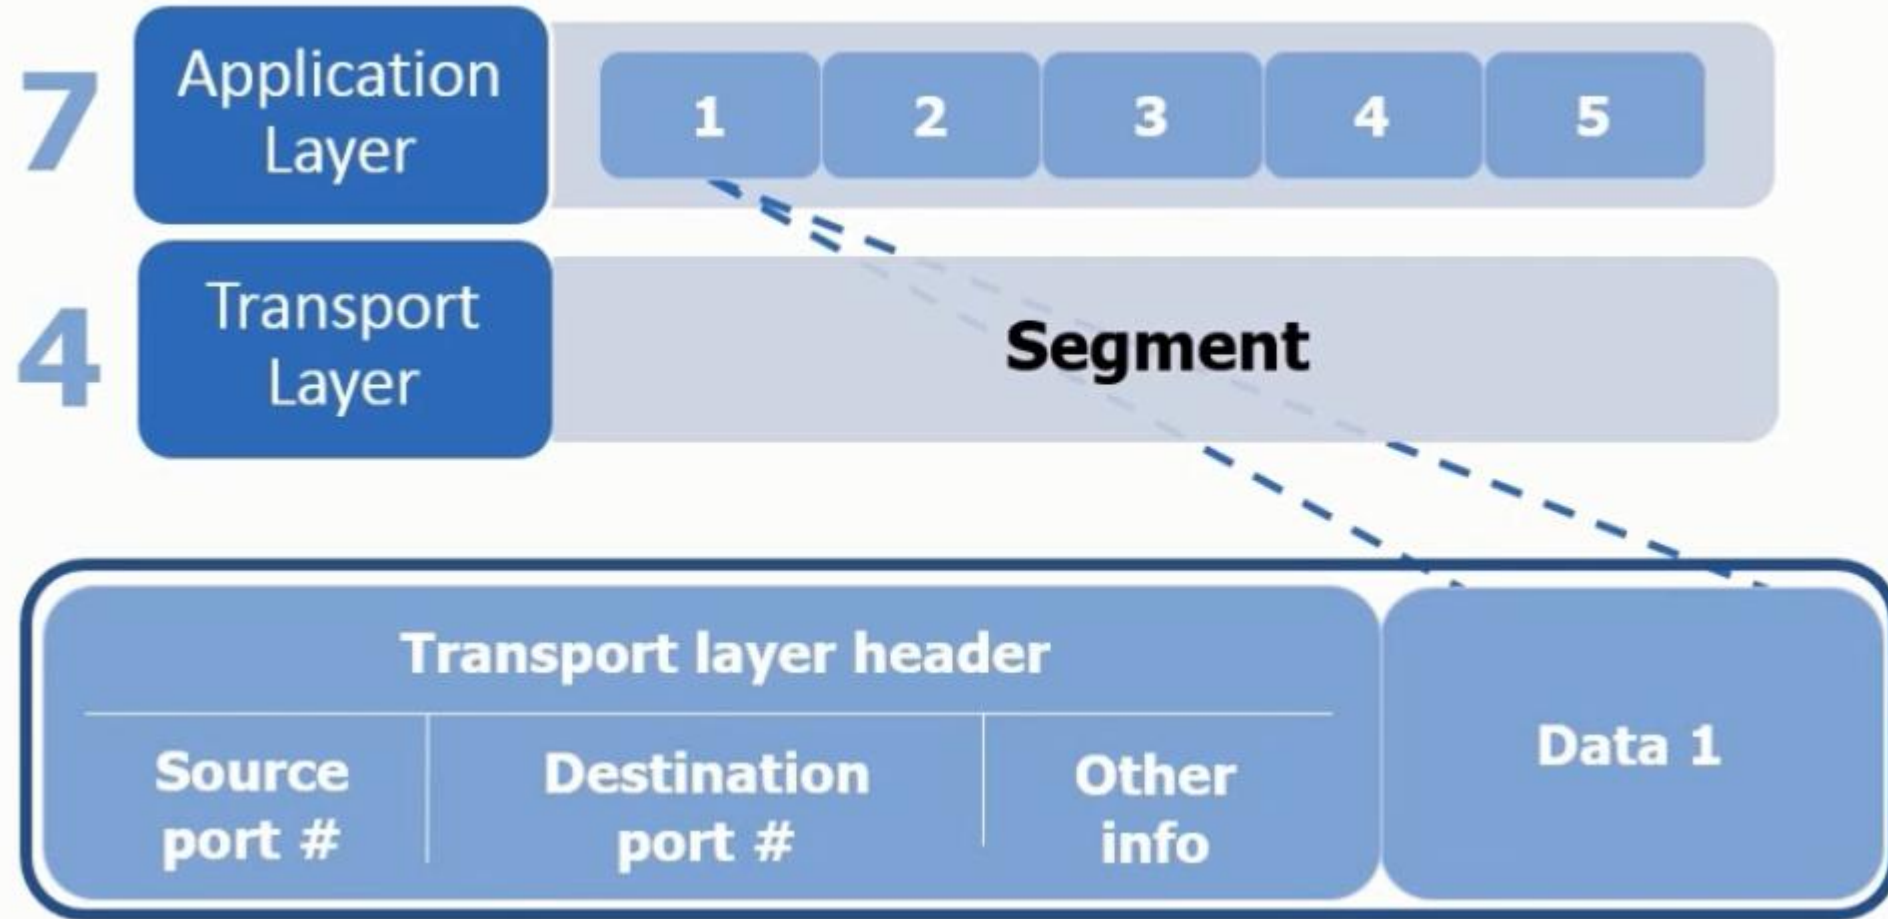 7
Application
Layer
1 2 3 4 5
4
Transport
Layer
Segment
Transport layer header
Source
port #
Destination
port #
Other
info
Data 1